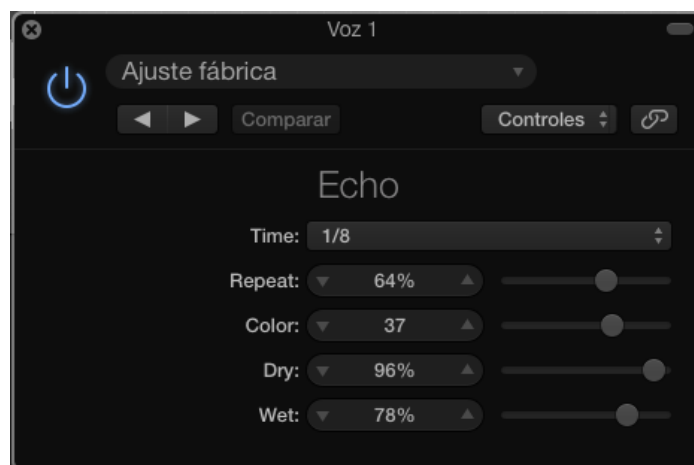 Voz 1
Ajuste fábrica
Comparar Controles
Echo
Time: 1/8
Repeat: 64%
Color: 37
Dry: 96%
Wet: 78%